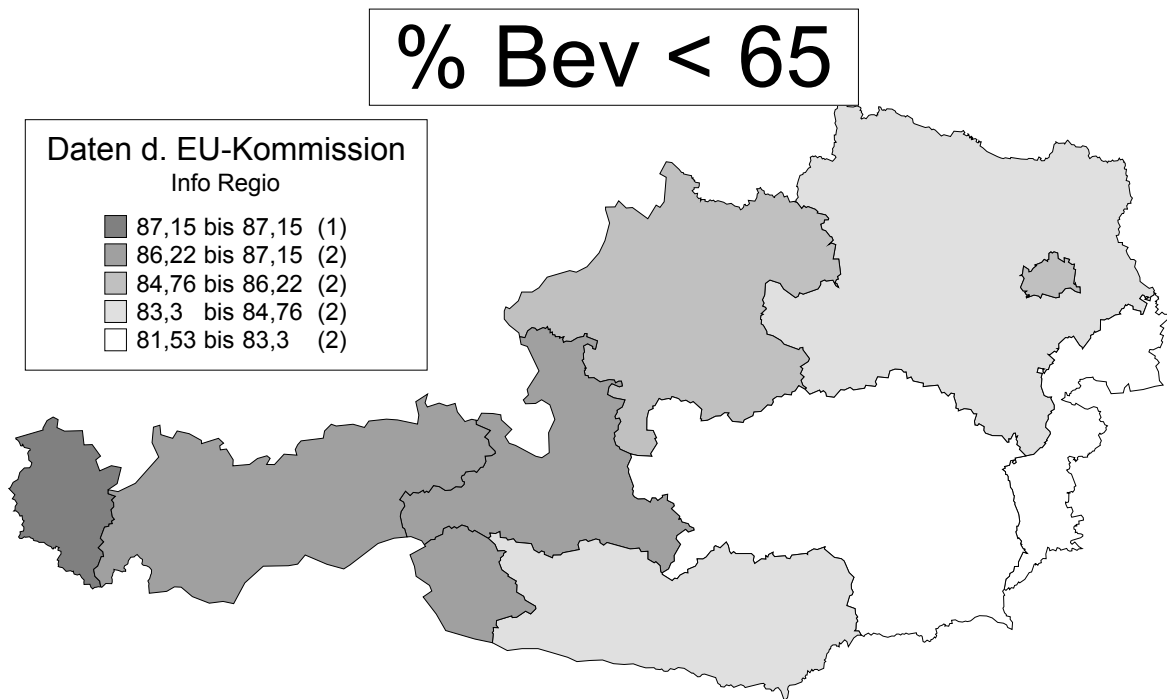 % Bev < 65
Daten d. EU-Kommission
Info Regio
87,15 bis 87,15 (1)
86,22 bis 87,15 (2)
84,76 bis 86,22 (2)
83,3 bis 84,76 (2)
81,53 bis 83,3 (2)